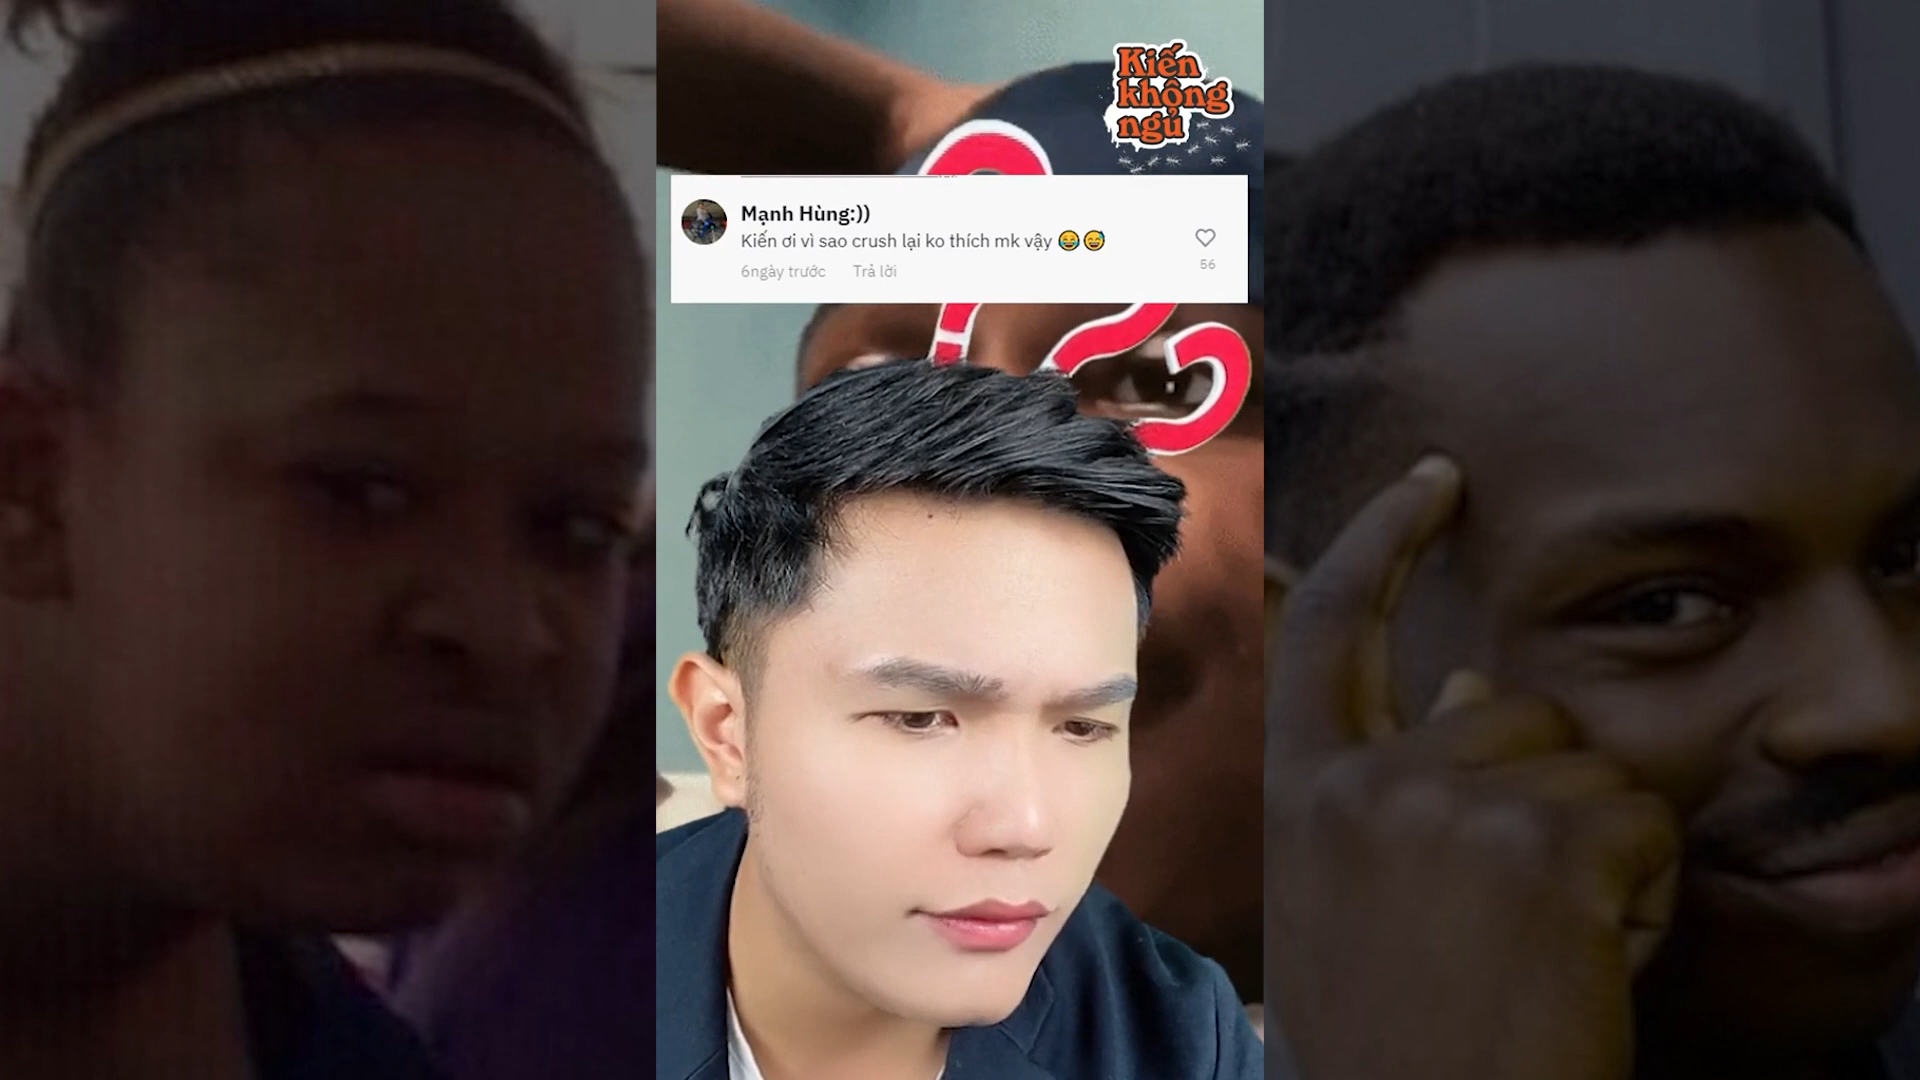 Kiến
không
ngủ
Mạnh Hùng:))
Kiến ơi vì sao crush lại ko thích mk vậy 😂😅
6ngày trước Trả lời
56